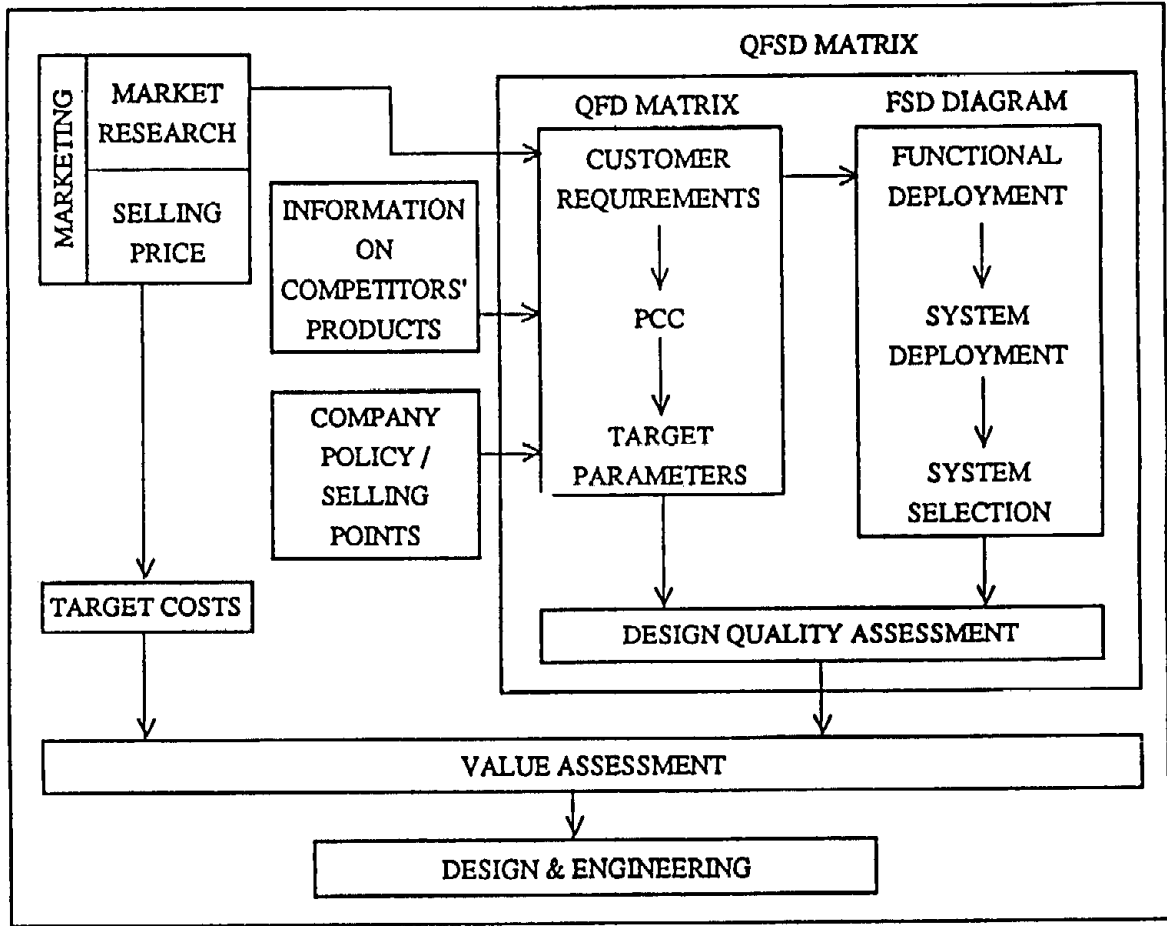 QFSD MATRIX
MARKETING
MARKET
RESEARCH
SELLING
PRICE
INFORMATION
ON
COMPETITORS'
PRODUCTS
COMPANY
POLICY /
SELLING
POINTS
TARGET COSTS
QFD MATRIX
CUSTOMER
REQUIREMENTS
PCC
TARGET
PARAMETERS
FSD DIAGRAM
FUNCTIONAL
DEPLOYMENT
SYSTEM
DEPLOYMENT
SYSTEM
SELECTION
DESIGN QUALITY ASSESSMENT
VALUE ASSESSMENT
DESIGN & ENGINEERING